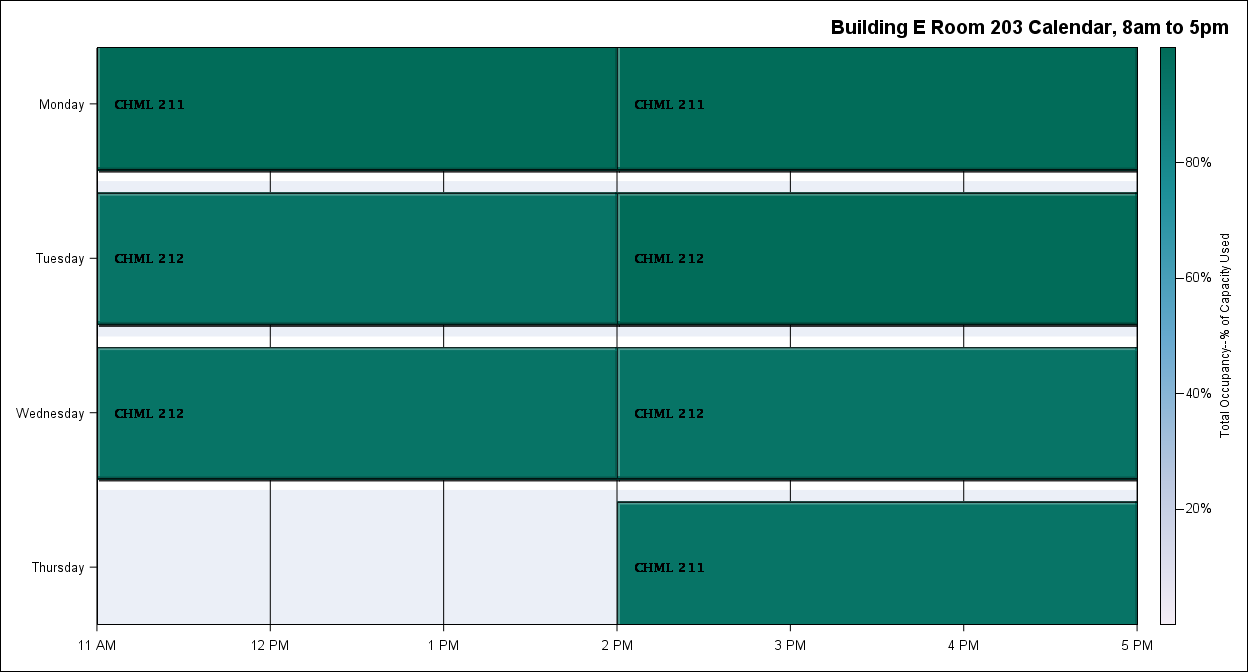 Building E Room 203 Calendar, 8am to 5pm
Monday
CHML 211
CHML 211
Tuesday
CHML 212
CHML 212
Wednesday
CHML 212
CHML 212
Thursday
CHML 211
11 AM
12 PM
1 PM
2 PM
3 PM
4 PM
5 PM
80%
60%
40%
20%
Total Occupancy--% of Capacity Used